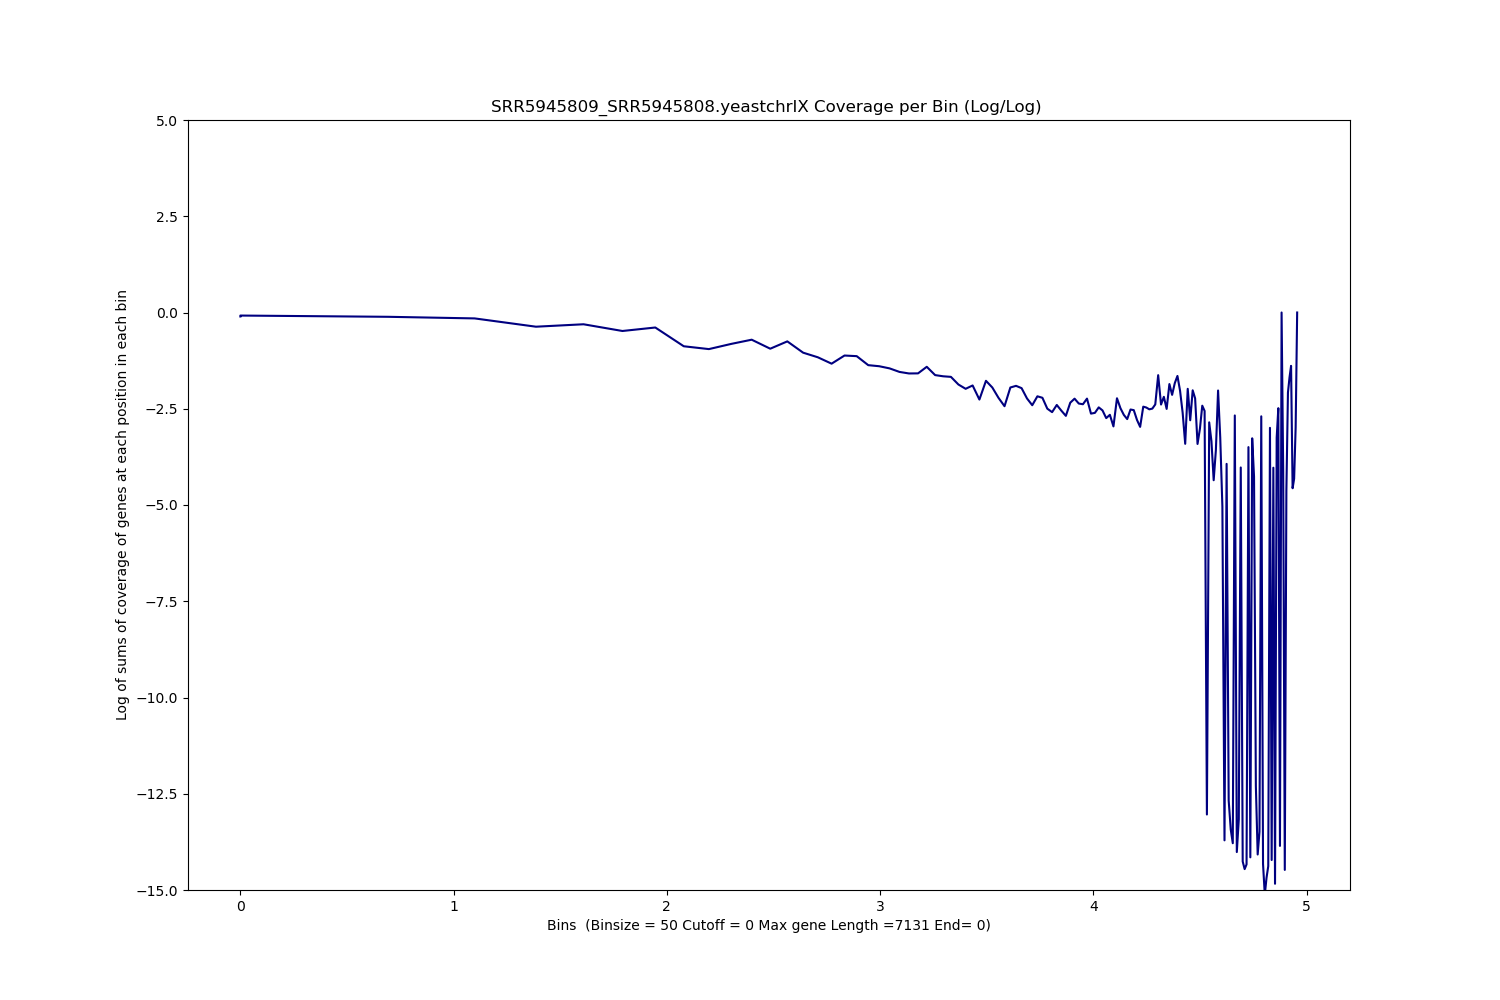 SRR5945809_SRR5945808.yeastchrIX Coverage per Bin (Log/Log)
5.0
2.5
0.0
−2.5
−5.0
−7.5
−10.0
−12.5
−15.0
Log of sums of coverage of genes at each position in each bin
0 1 2 3 4 5
Bins  (Binsize = 50 Cutoff = 0 Max gene Length =7131 End= 0)